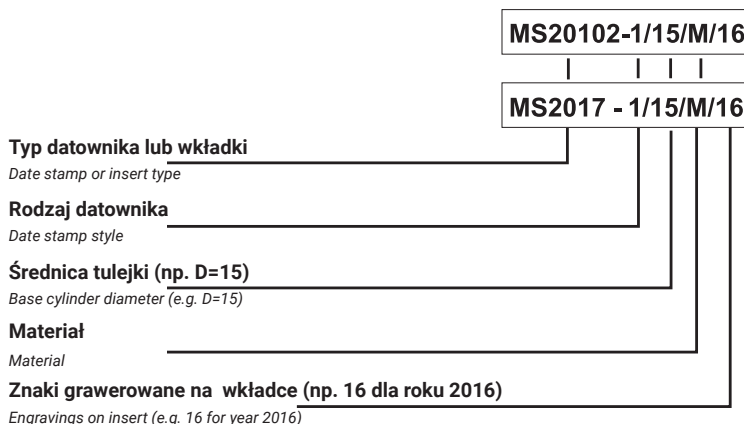 MS20102-1/15/M/16
MS2017 - 1/15/M/16
Typ datownika lub wkładki
Date stamp or insert type
Rodzaj datownika
Date stamp style
Średnica tulejki (np. D=15)
Base cylinder diameter (e.g. D=15)
Materiał
Material
Znaki grawerowane na wkładce (np. 16 dla roku 2016)
Engravings on insert (e.g. 16 for year 2016)